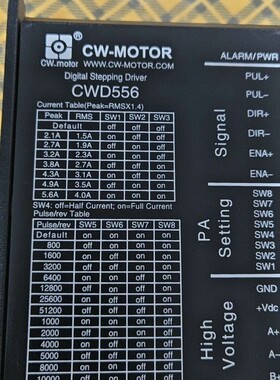 CW.motor
CW-MOTOR
WWW.CW-MOTOR.COM
Digital Stepping Driver
CWD556
Current Table(Peak=RMSX1.4)
Peak RMS SW1 SW2 SW3
Default off off off
2.1A 1.5A on off off
2.7A 1.9A off on off
3.2A 2.3A on on off
3.8A 2.7A off off on
4.3A 3.1A on off on
4.9A 3.5A off on on
5.6A 4.0A on on on
SW4: off=Half Current; on=Full Current
Pulse/rev Table
Pulse/rev SW5 SW6 SW7 SW8
Default on on on on
800 off on on on
1600 on off on on
3200 off off on on
6400 on on off on
12800 off on off on
25600 on off off on
51200 off off off on
1000 on on on off
2000 off on on off
4000 on off on off
5000 off off on off
8000 on on off off
10000
ALARM/PWR
PUL+
PUL-
DIR+
DIR-
ENA+
ENA-
Signal
SW8
SW7
SW6
SW5
SW4
SW3
SW2
SW1
PA Setting
GND
+Vdc
A+
A-
B+
High Voltage